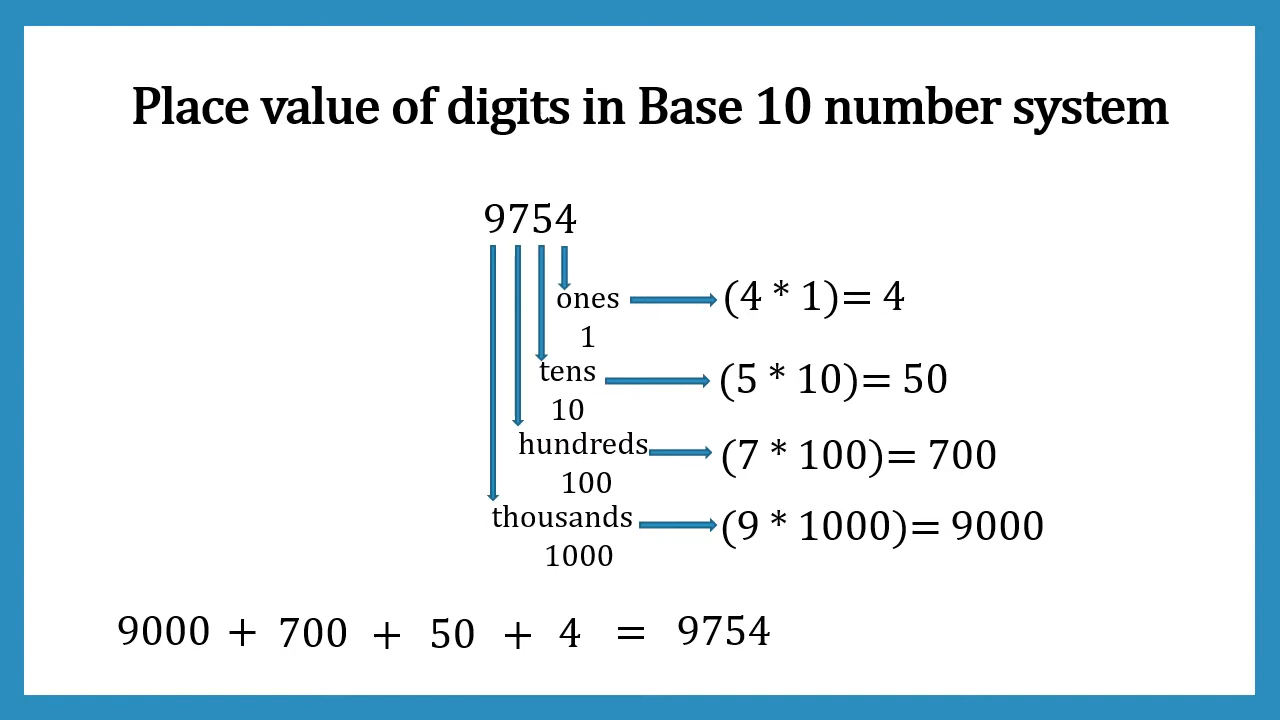 Place value of digits in Base 10 number system
9754
ones (4 * 1)= 4
1
tens (5 * 10)= 50
10
hundreds (7 * 100)= 700
100
thousands (9 * 1000)= 9000
1000
9000 + 700 + 50 + 4 = 9754